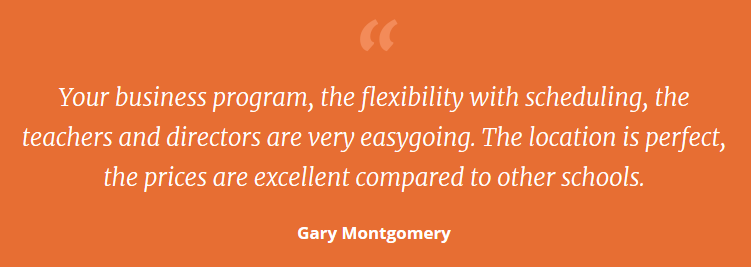 “
Your business program, the flexibility with scheduling, the
teachers and directors are very easygoing. The location is perfect,
the prices are excellent compared to other schools.
Gary Montgomery